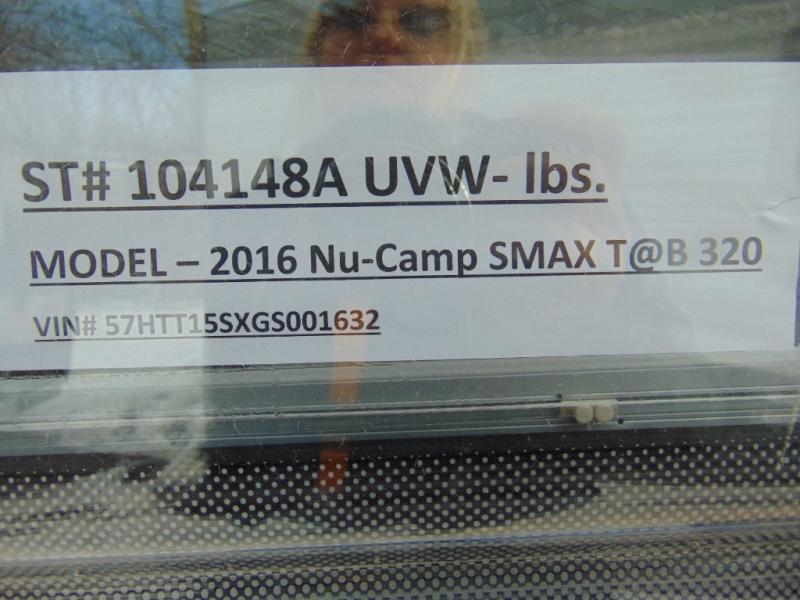 ST# 104148A UVW- lbs.
MODEL – 2016 Nu-Camp SMAX T@B 320
VIN# 57HTT15SXGS001632